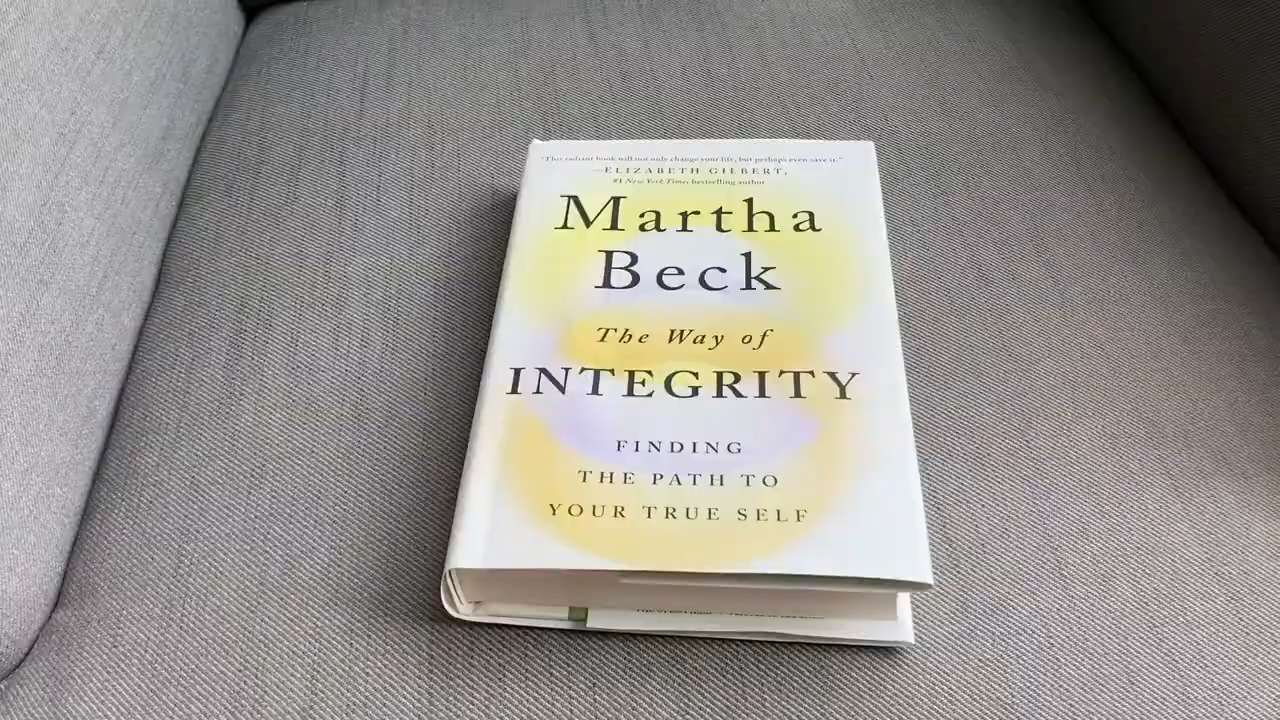 "This radiant book will not only change your life, but perhaps even save it."
—ELIZABETH GILBERT,
#1 New York Times bestselling author
Martha
Beck
The Way of
INTEGRITY
FINDING
THE PATH TO
YOUR TRUE SELF